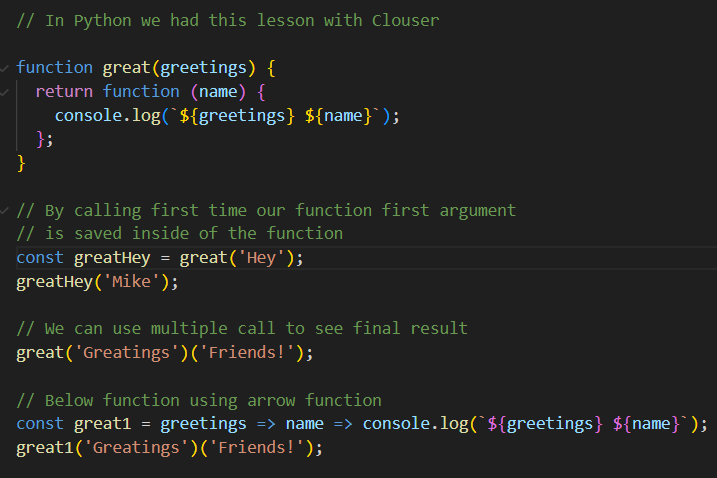 // In Python we had this lesson with Clouser
function great(greetings) {
return function (name) {
console.log(`${greetings} ${name}`);
};
}
// By calling first time our function first argument
// is saved inside of the function
const greatHey = great('Hey');
greatHey('Mike');
// We can use multiple call to see final result
great('Greatings')('Friends!');
// Below function using arrow function
const great1 = greetings => name => console.log(`${greetings} ${name}`);
great1('Greatings')('Friends!');